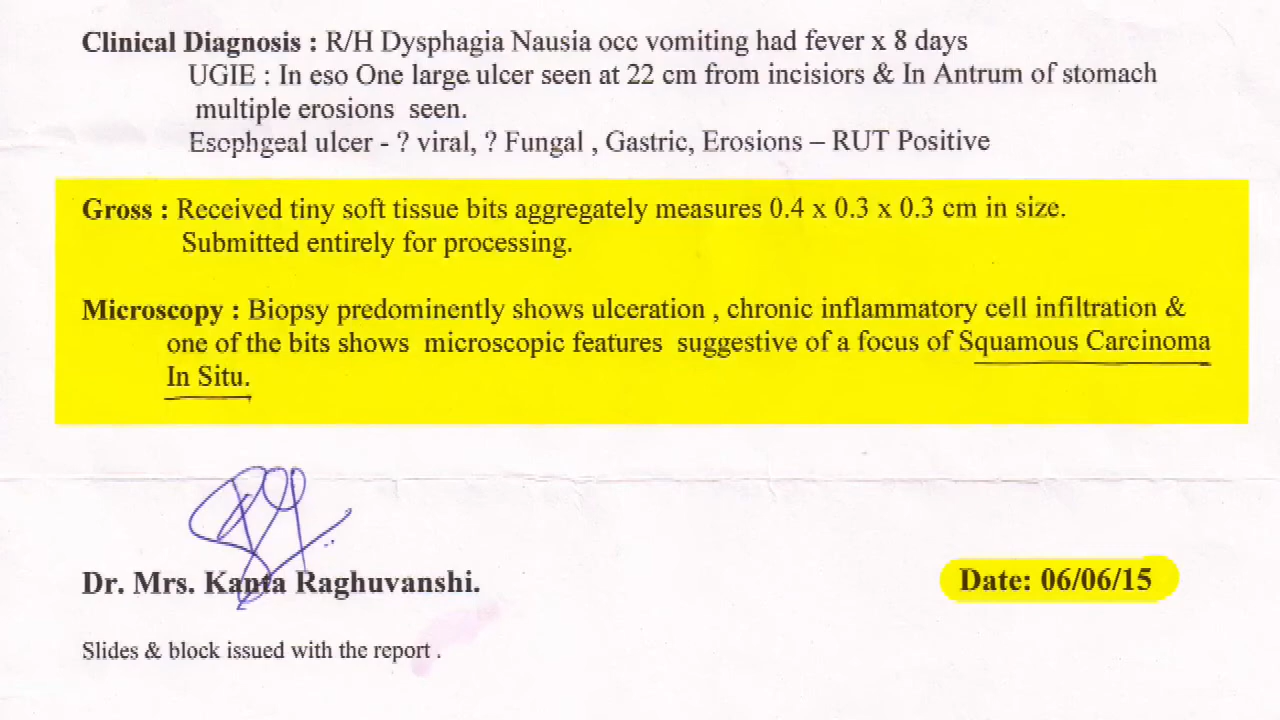 Clinical Diagnosis : R/H Dysphagia Nausia occ vomiting had fever x 8 days
UGIE : In eso One large ulcer seen at 22 cm from incisiors & In Antrum of stomach
multiple erosions seen.
Esophgeal ulcer - ? viral, ? Fungal , Gastric, Erosions – RUT Positive
Gross : Received tiny soft tissue bits aggregately measures 0.4 x 0.3 x 0.3 cm in size.
Submitted entirely for processing.
Microscopy : Biopsy predominently shows ulceration , chronic inflammatory cell infiltration &
one of the bits shows microscopic features suggestive of a focus of Squamous Carcinoma
In Situ.
Dr. Mrs. Kanta Raghuvanshi.
Date: 06/06/15
Slides & block issued with the report .